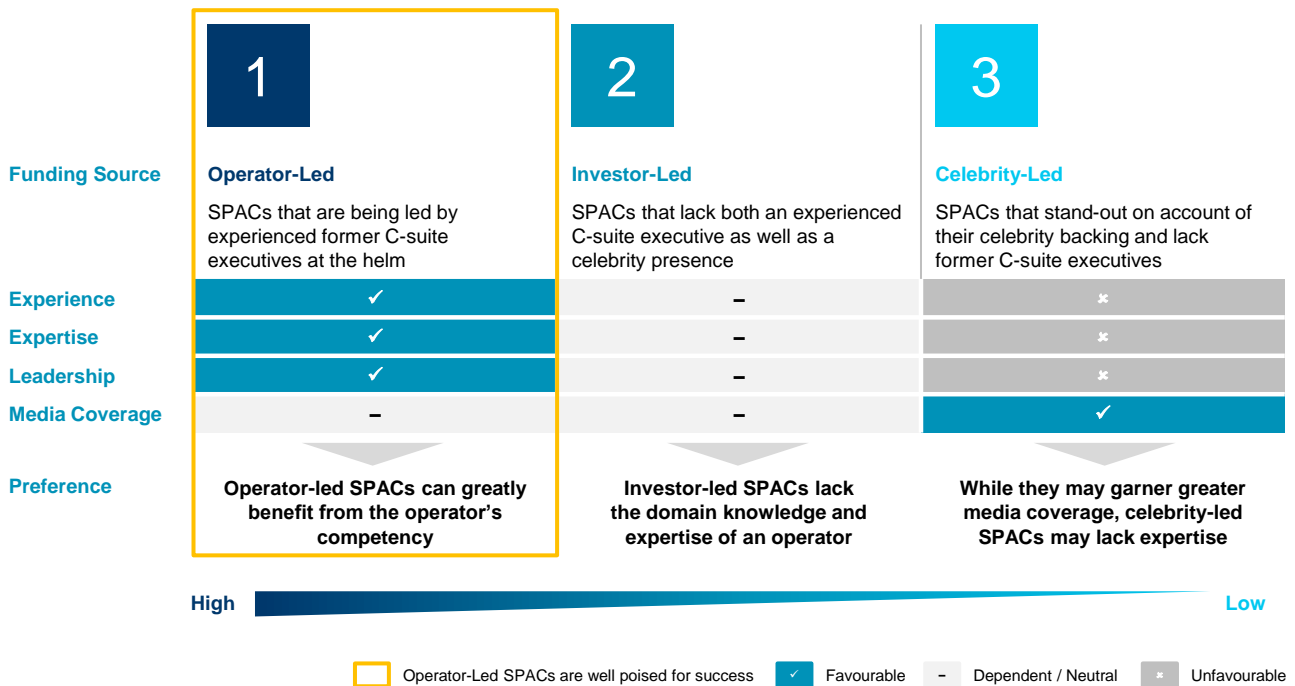 1
2
3
Funding Source
Operator-Led
Investor-Led
Celebrity-Led
SPACs that are being led by
experienced former C-suite
executives at the helm
SPACs that lack both an experienced
C-suite executive as well as a
celebrity presence
SPACs that stand-out on account of
their celebrity backing and lack
former C-suite executives
Experience
✓
–
✖
Expertise
✓
–
✖
Leadership
✓
–
✖
Media Coverage
–
–
✓
Preference
Operator-led SPACs can greatly
benefit from the operator’s
competency
Investor-led SPACs lack
the domain knowledge and
expertise of an operator
While they may garner greater
media coverage, celebrity-led
SPACs may lack expertise
High
Low
Operator-Led SPACs are well poised for success
✓ Favourable
– Dependent / Neutral
✖ Unfavourable